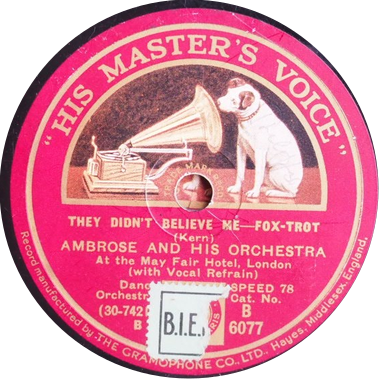 "HIS MASTER'S VOICE"
THEY DIDN'T BELIEVE ME—FOX-TROT
(Kern)
AMBROSE AND HIS ORCHESTRA
At the May Fair Hotel, London
(with Vocal Refrain)
SPEED 78
Cat. No.
(30-742
B
B
6077
B.I.E.
Record manufactured by THE GRAMOPHONE CO., LTD., Hayes, Middlesex, England.